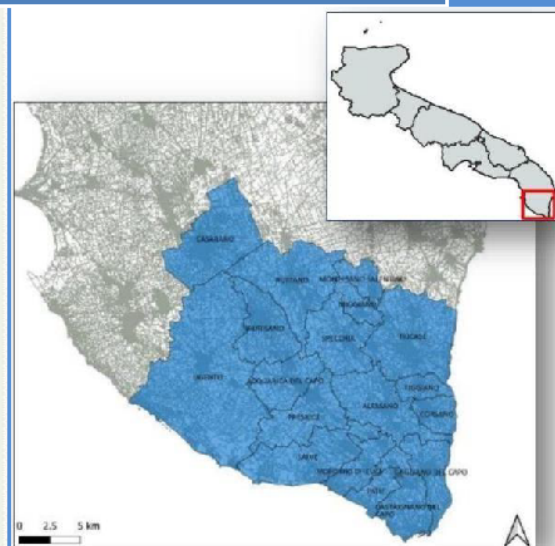 CASARANO
RUFFANO
MONTESANO SALENTINO
MIGGIANO
TAURISANO
SPECCHIA
TRICASE
UGENTO
ACQUARICA DEL CAPO
TIGGIANO
ALESSANO
CORSANO
PRESICCE
SALVE
MORCIANO DI LEUCA
GAGLIANO DEL CAPO
PATÙ
CASTRIGNANO DEL
CAPO
0 2.5 5 km